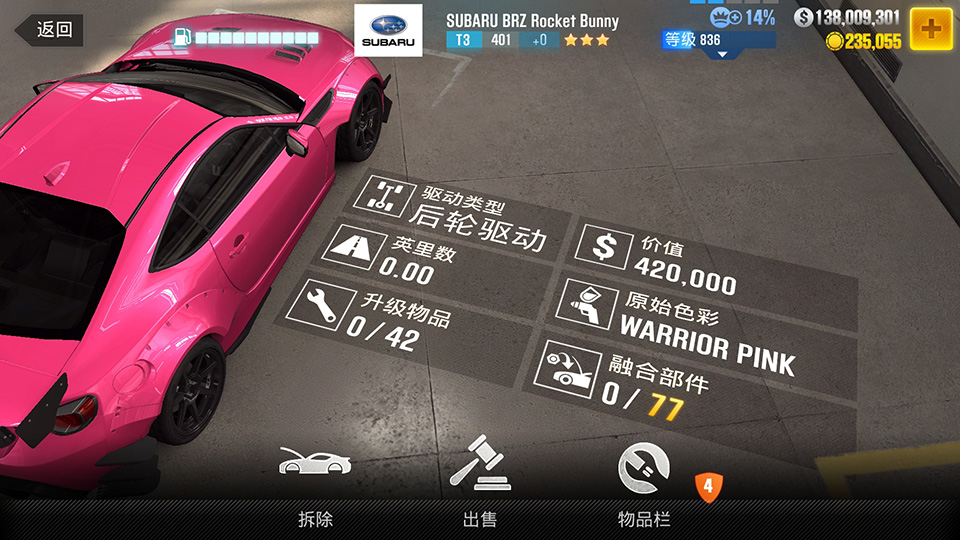 返回
SUBARU
SUBARU BRZ Rocket Bunny
T3 401 +0
14%
等级 836
$ 138,009,301
235,055
驱动类型
后轮驱动
英里数
0.00
升级物品
0 / 42
价值
420,000
原始色彩
WARRIOR PINK
融合部件
0 / 77
拆除
出售
物品栏
4